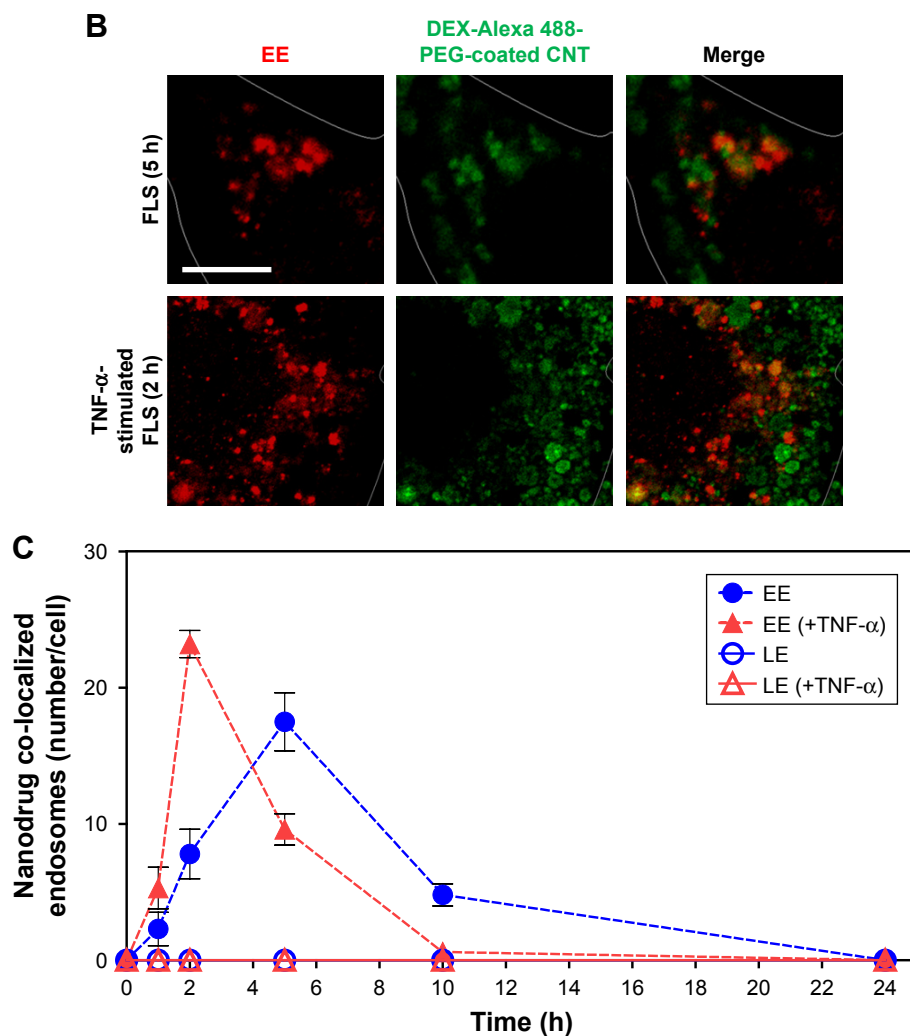 B
EE
DEX-Alexa 488-
PEG-coated CNT
Merge
FLS (5 h)
TNF-α-
stimulated
FLS (2 h)
C
Nanodrug co-localized
endosomes (number/cell)
30
20
10
0
EE
EE (+TNF-α)
LE
LE (+TNF-α)
0 2 4 6 8 10 12 14 16 18 20 22 24
Time (h)